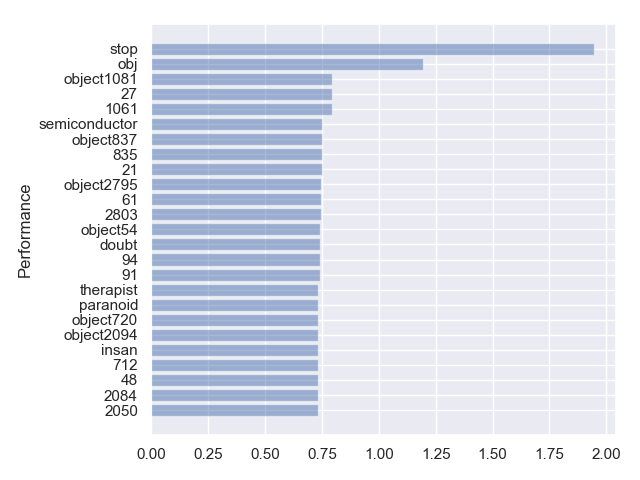 stop
obj
object1081
27
1061
semiconductor
object837
835
21
object2795
61
2803
object54
doubt
94
91
therapist
paranoid
object720
object2094
insan
712
48
2084
2050
Performance
0.00 0.25 0.50 0.75 1.00 1.25 1.50 1.75 2.00